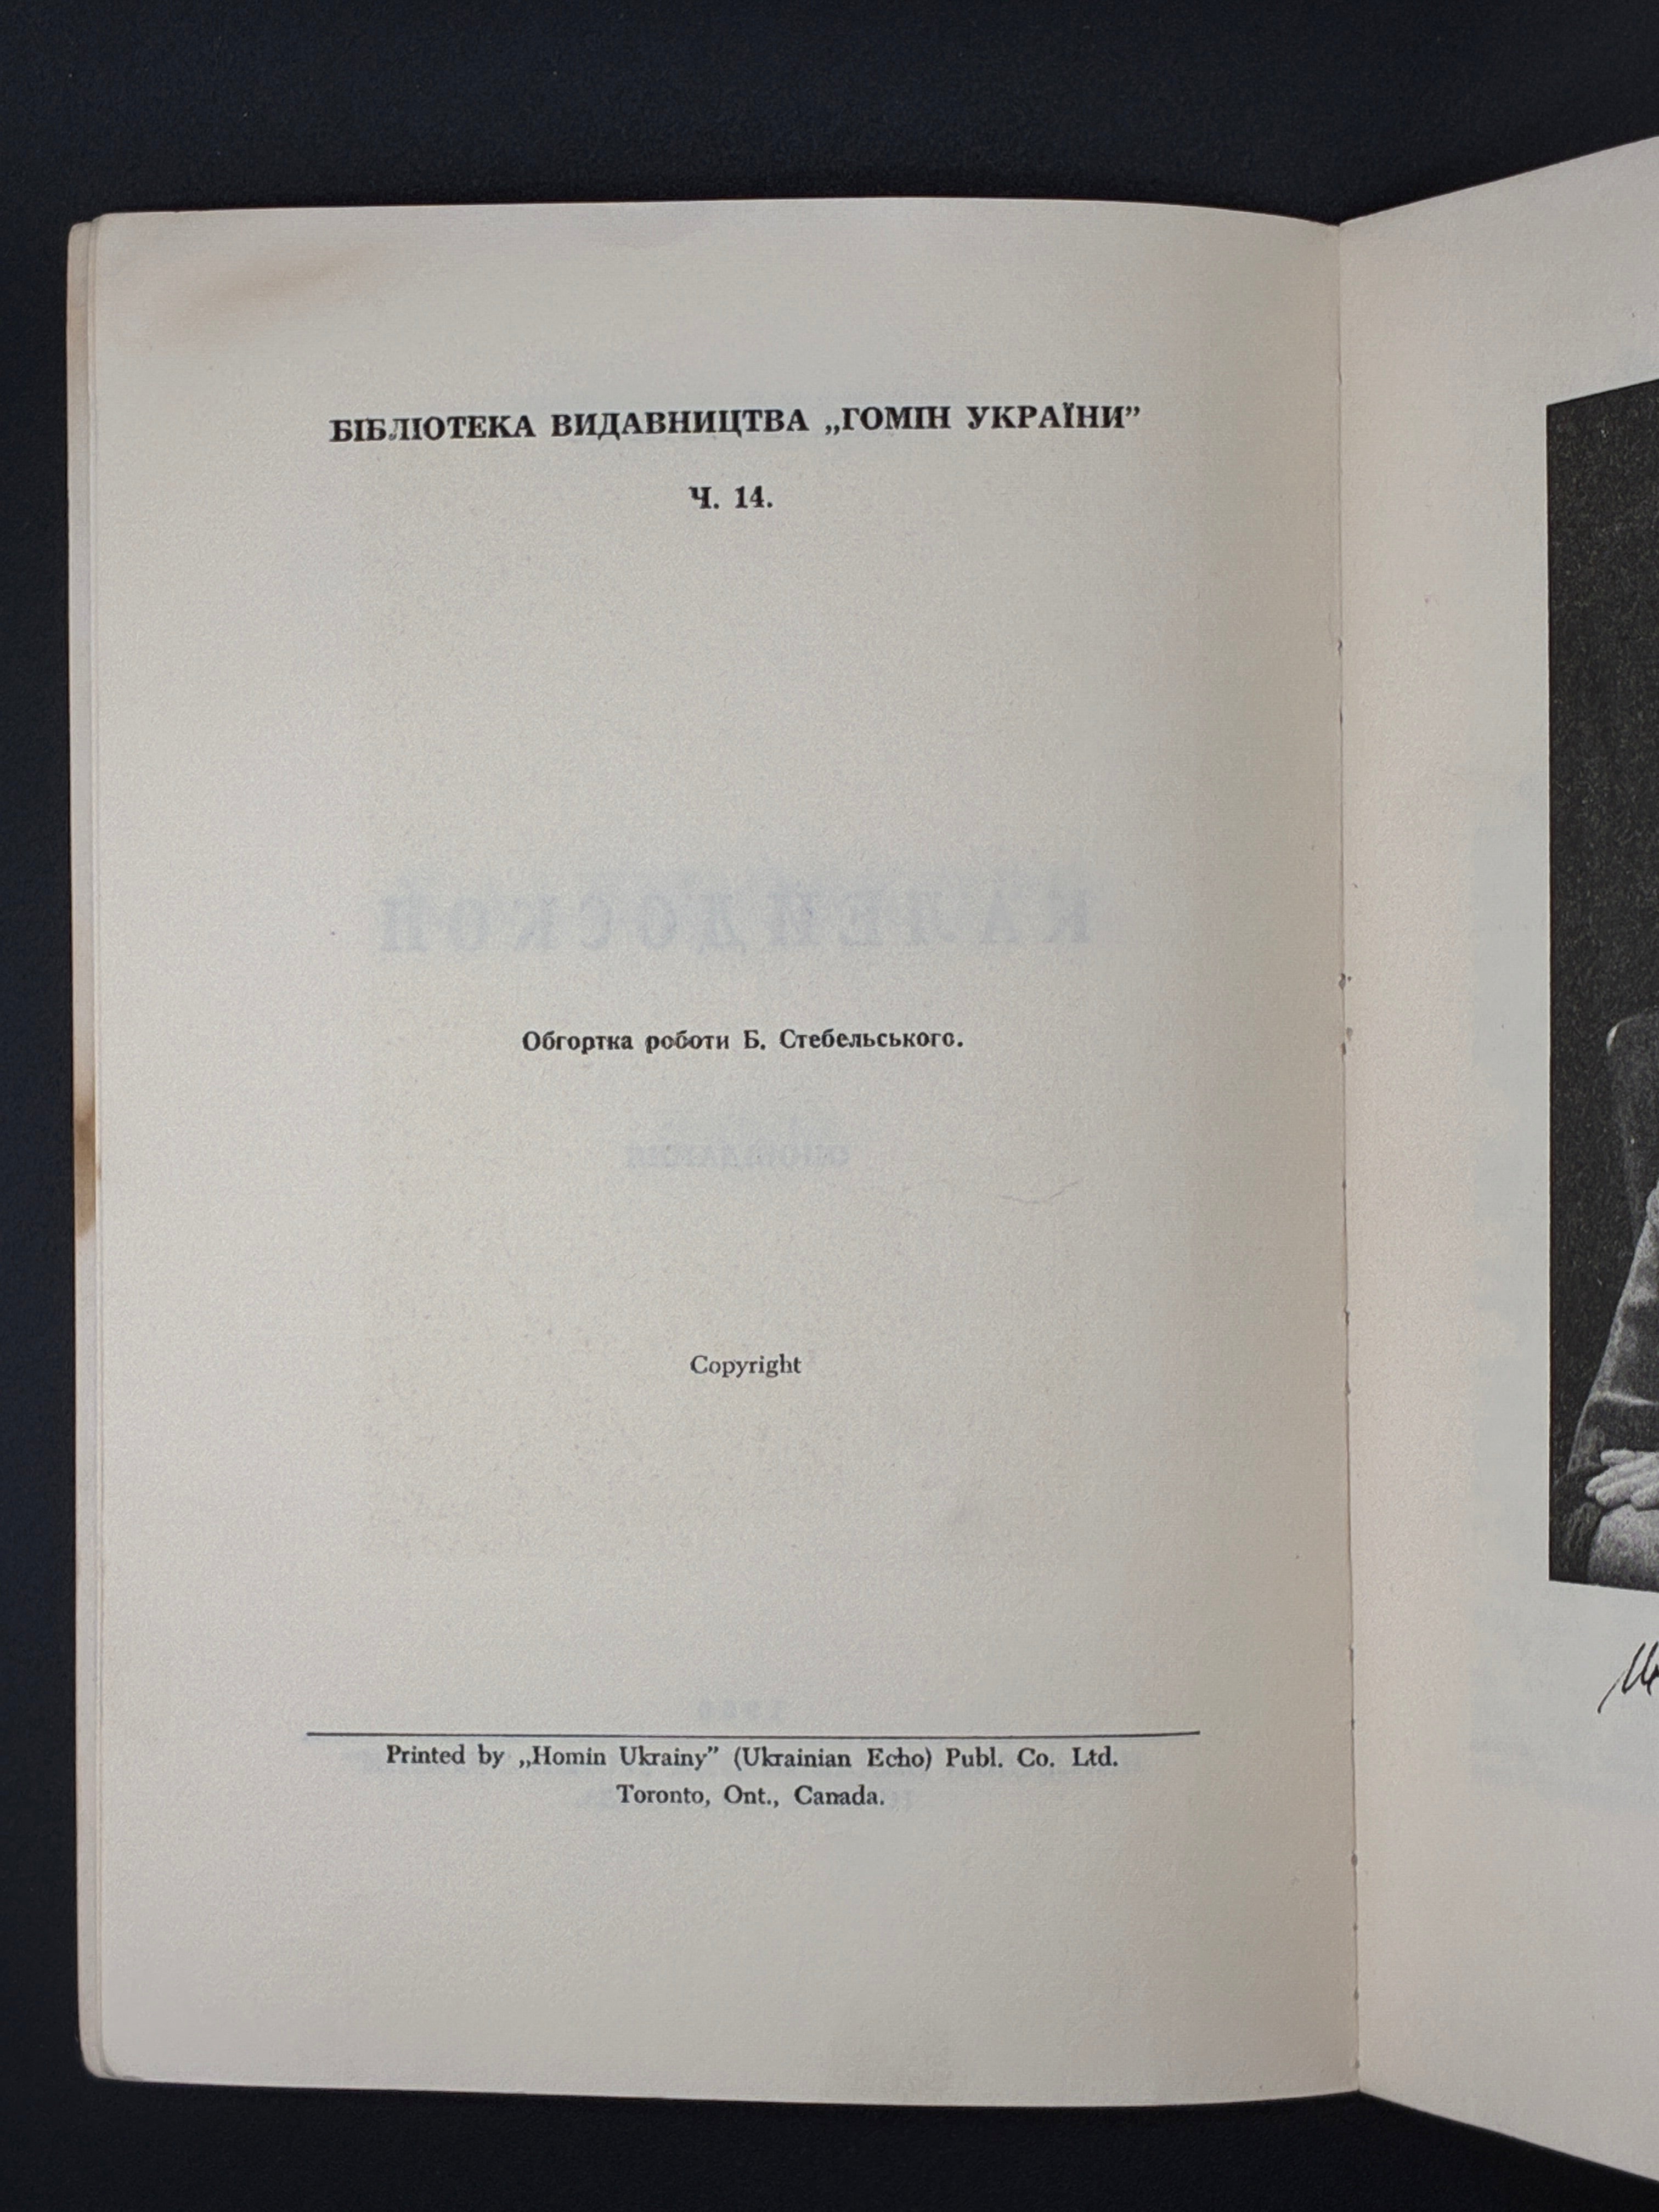 БІБЛІОТЕКА ВИДАВНИЦТВА „ГОМІН УКРАЇНИ”
Ч. 14.
КАЛЕЙДОСКОП
Обгортка роботи Б. Стебельського.
Copyright
Printed by „Homin Ukrainy” (Ukrainian Echo) Publ. Co. Ltd.
Toronto, Ont., Canada.